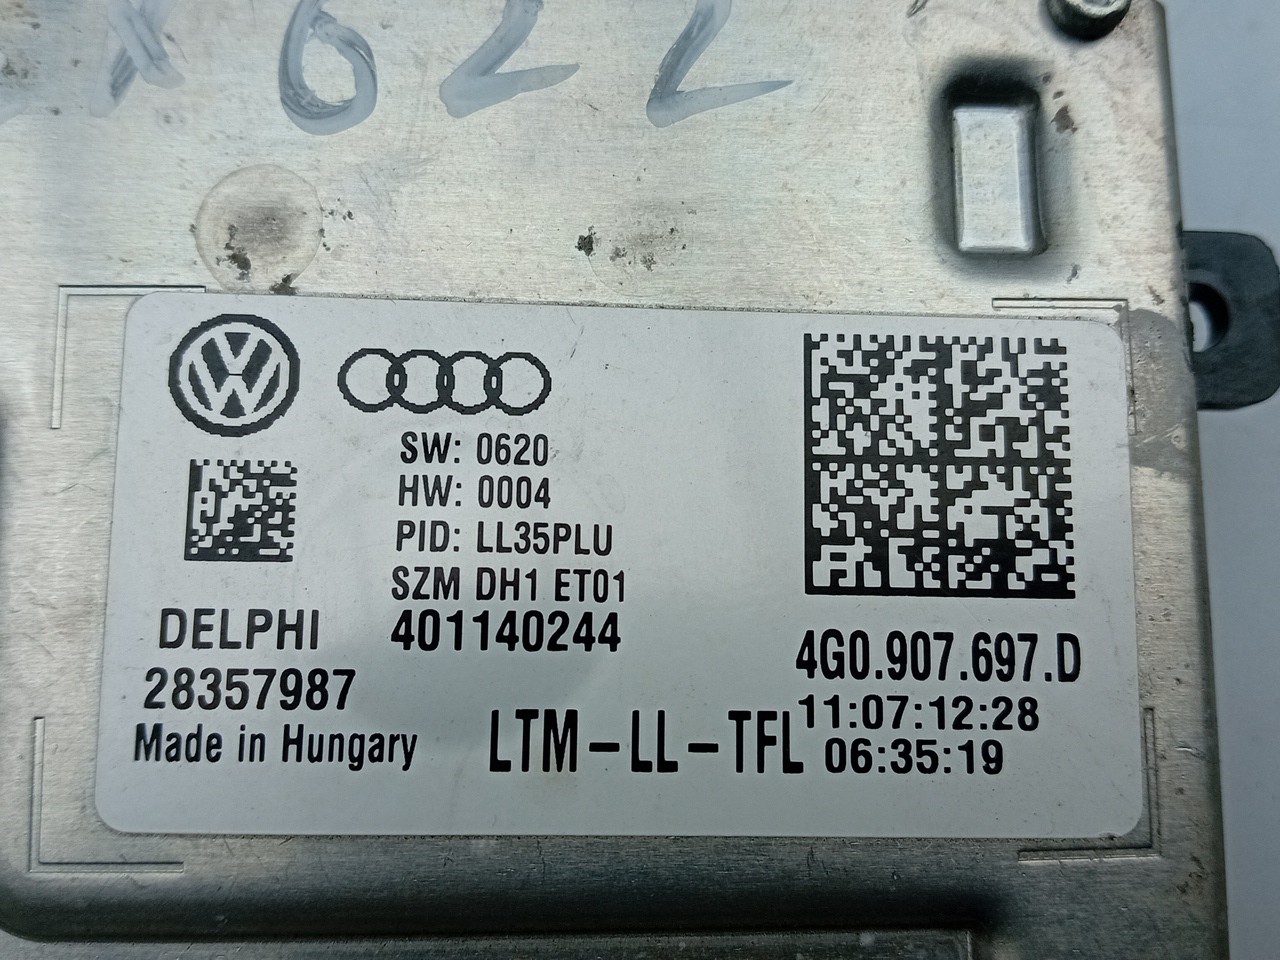 X622
SW: 0620
HW: 0004
PID: LL35PLU
SZM DH1 ET01
DELPHI 401140244
28357987
Made in Hungary
LTM-LL-TFL
4G0.907.697.D
11:07:12:28
06:35:19